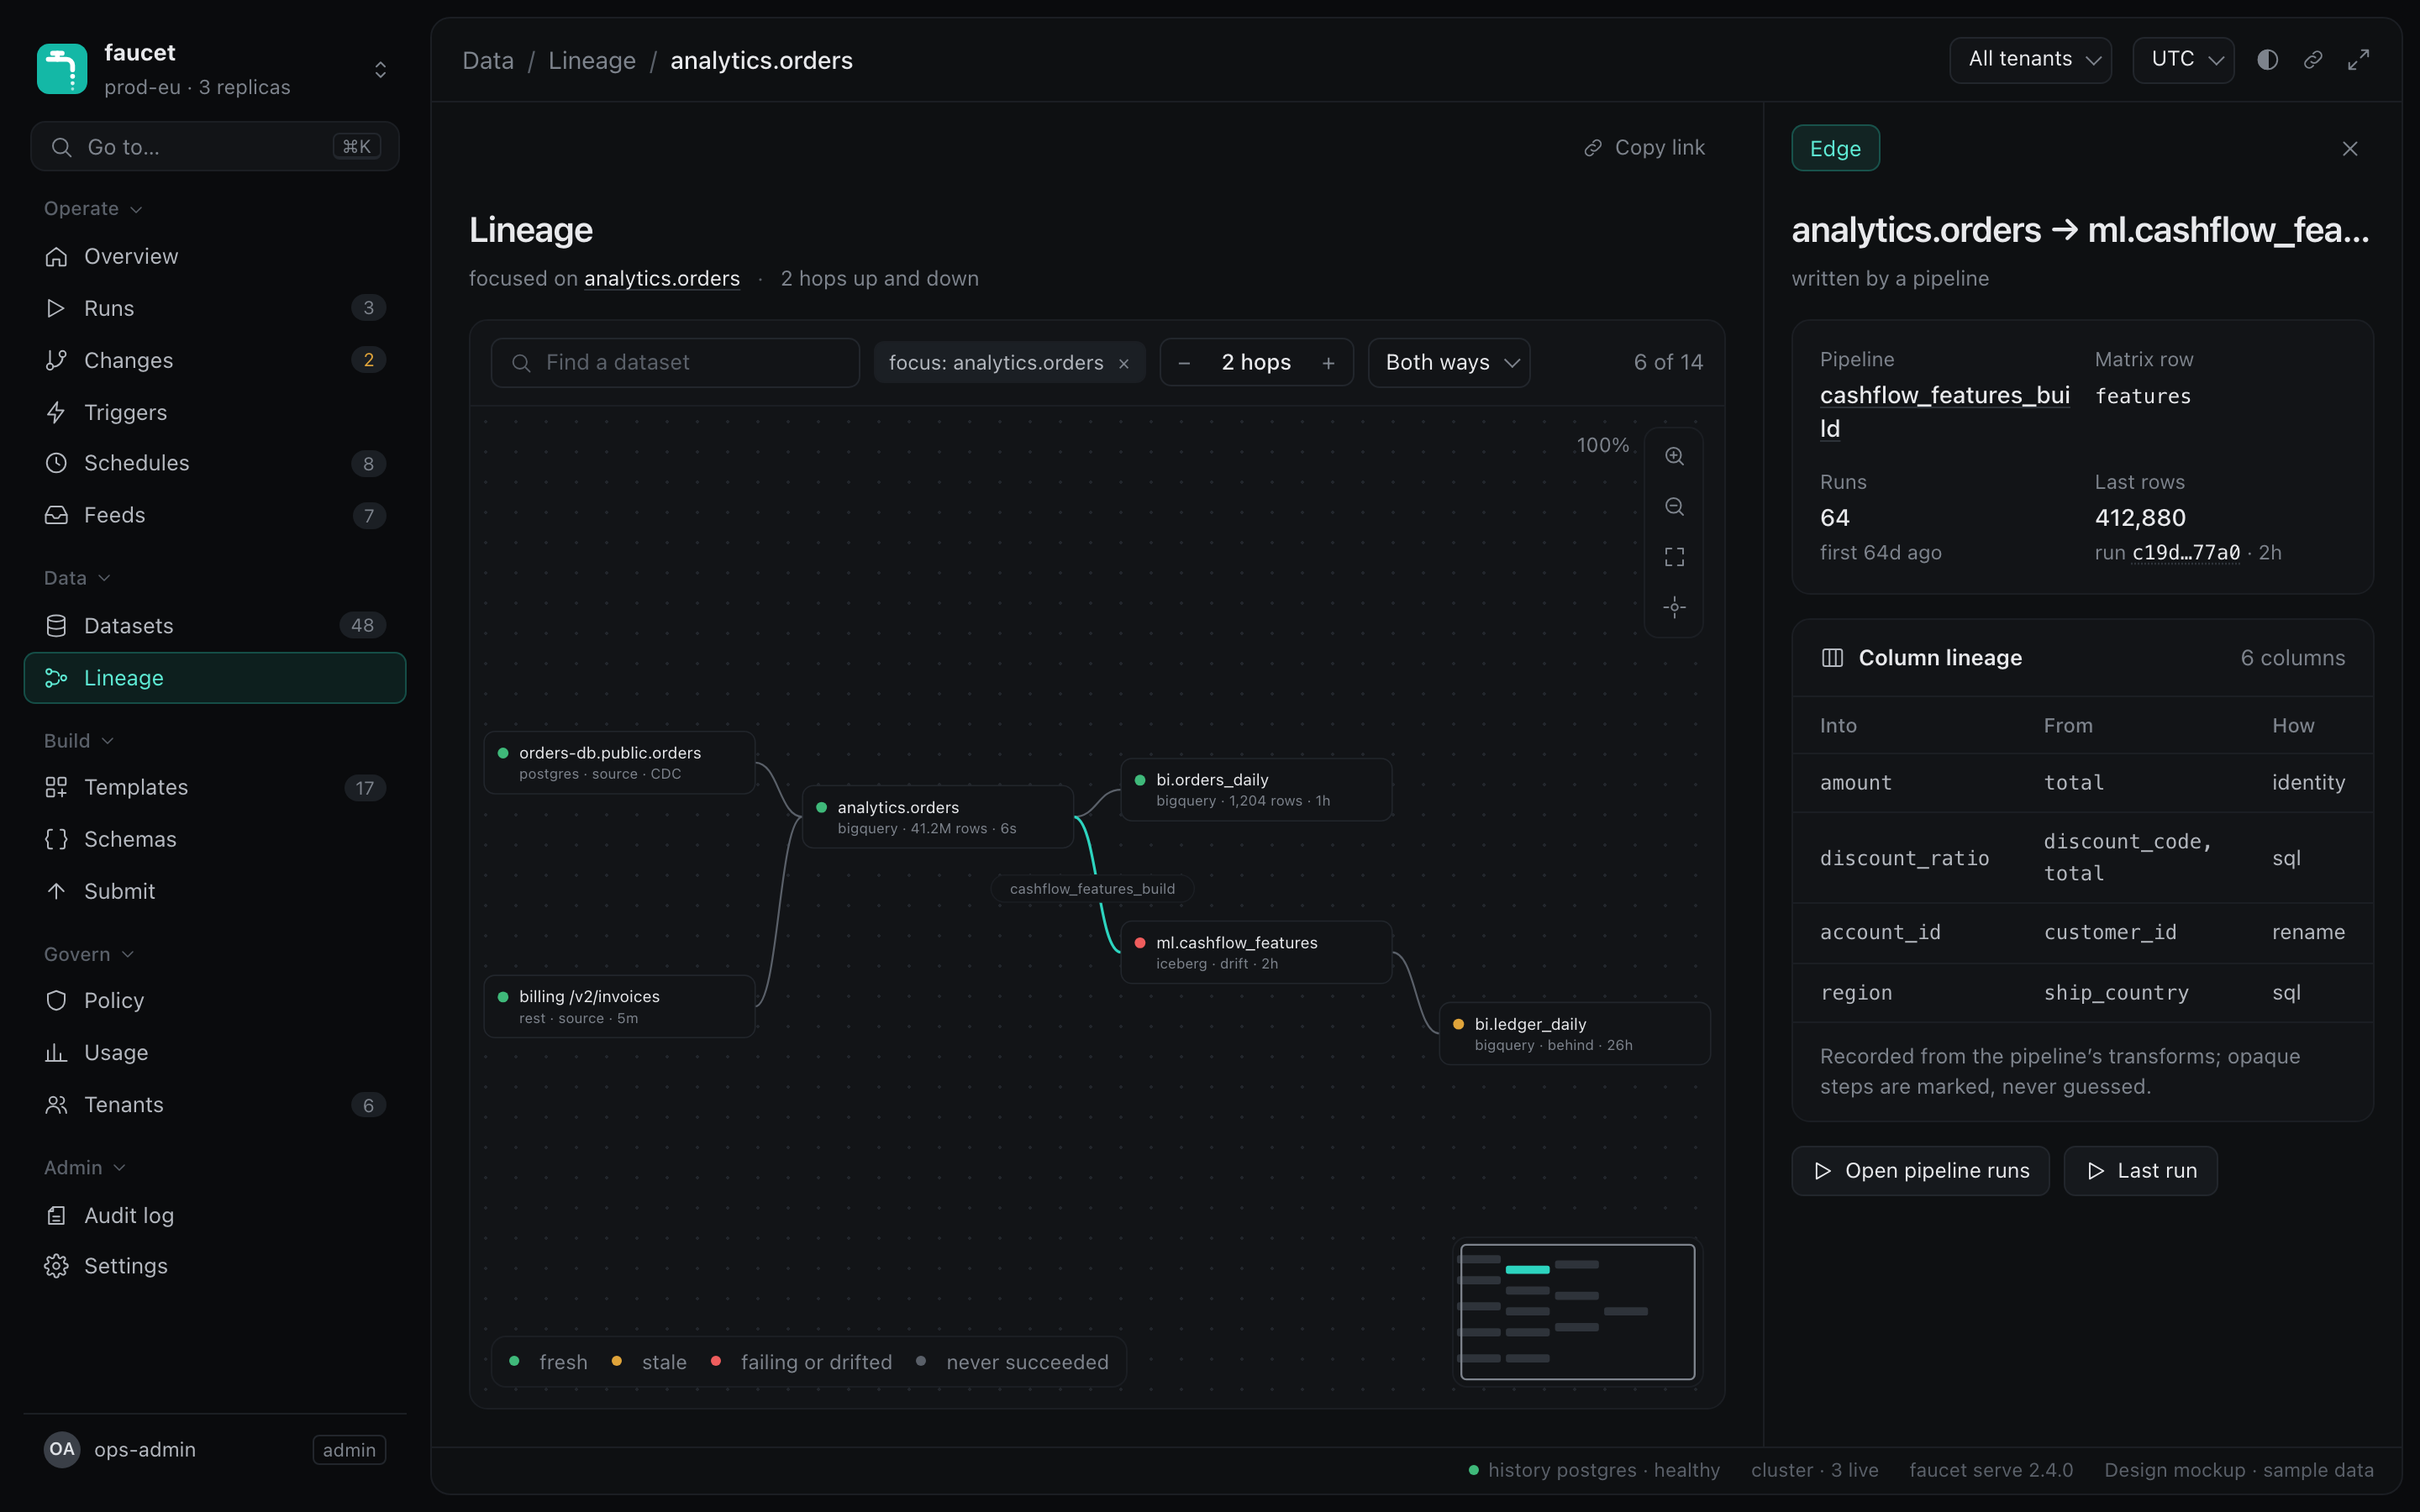 faucet
prod-eu · 3 replicas
Go to...
⌘K
Operate
Overview
Runs
3
Changes
2
Triggers
Schedules
8
Feeds
7
Data
Datasets
48
Lineage
Build
Templates
17
Schemas
Submit
Govern
Policy
Usage
Tenants
6
Admin
Audit log
Settings
OA
ops-admin
admin
Data / Lineage / analytics.orders
All tenants
UTC
Copy link
Lineage
focused on analytics.orders · 2 hops up and down
Find a dataset
focus: analytics.orders ×
− 2 hops +
Both ways
6 of 14
100%
orders-db.public.orders
postgres · source · CDC
analytics.orders
bigquery · 41.2M rows · 6s
bi.orders_daily
bigquery · 1,204 rows · 1h
cashflow_features_build
ml.cashflow_features
iceberg · drift · 2h
billing /v2/invoices
rest · source · 5m
bi.ledger_daily
bigquery · behind · 26h
fresh
stale
failing or drifted
never succeeded
Edge
analytics.orders → ml.cashflow_fea...
written by a pipeline
Pipeline
cashflow_features_bui
ld
Matrix row
features
Runs
64
first 64d ago
Last rows
412,880
run c19d…77a0 · 2h
Column lineage
6 columns
Into From How
amount total identity
discount_ratio discount_code, sql
total
account_id customer_id rename
region ship_country sql
Recorded from the pipeline’s transforms; opaque
steps are marked, never guessed.
Open pipeline runs
Last run
history postgres · healthy
cluster · 3 live
faucet serve 2.4.0
Design mockup · sample data